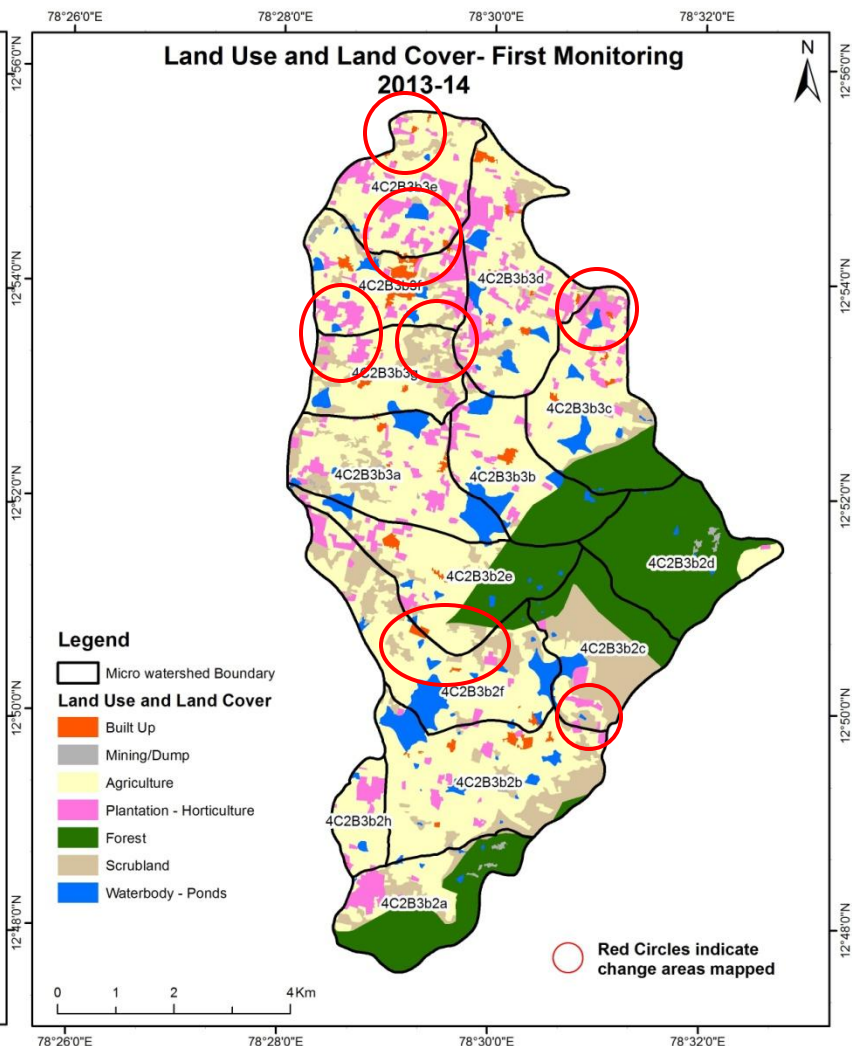 78°26'0"E 78°28'0"E 78°30'0"E 78°32'0"E
Land Use and Land Cover- First Monitoring
2013-14
N
12°56'0"N 12°56'0"N
4C2B3b3e
12°54'0"N 12°54'0"N
4C2B3b3d
4C2B3b3f
4C2B3b3g
4C2B3b3c
4C2B3b3a
4C2B3b3b
12°52'0"N 12°52'0"N
4C2B3b2d
4C2B3b2e
4C2B3b2c
4C2B3b2f
12°50'0"N 12°50'0"N
4C2B3b2b
4C2B3b2h
4C2B3b2a
12°48'0"N 12°48'0"N
Legend
Micro watershed Boundary
Land Use and Land Cover
Built Up
Mining/Dump
Agriculture
Plantation - Horticulture
Forest
Scrubland
Waterbody - Ponds
Red Circles indicate
change areas mapped
0 1 2 4 Km
78°26'0"E 78°28'0"E 78°30'0"E 78°32'0"E